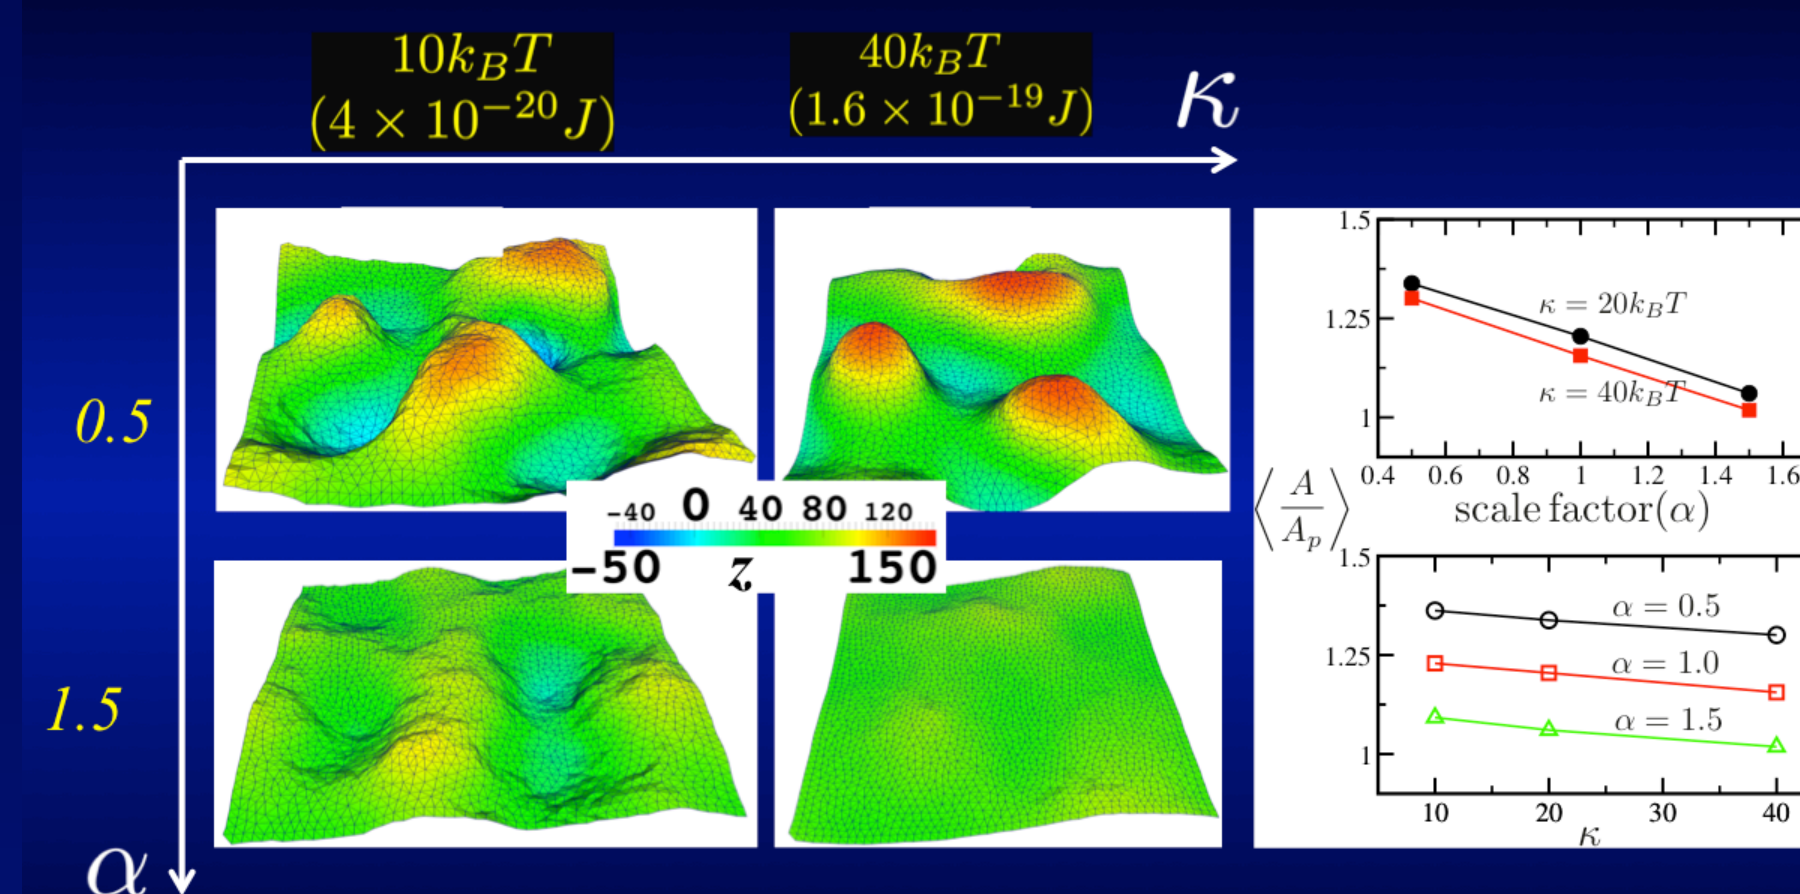 10k_BT
(4 × 10^{-20} J)
40k_BT
(1.6 × 10^{-19} J)
κ
0.5
1.5
α
-40 0 40 80 120
-50 z 150
1.5
1.25
1
κ = 20k_BT
κ = 40k_BT
0.4 0.6 0.8 1 1.2 1.4 1.6
scale factor(α)
⟨A/A_p⟩
1.5
1.25
1
α = 0.5
α = 1.0
α = 1.5
10 20 30 40
κ